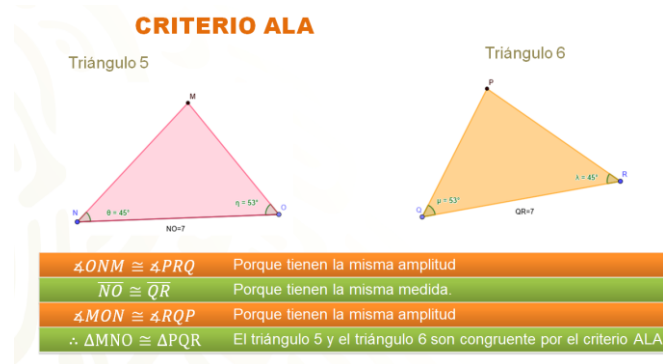 CRITERIO ALA
Triángulo 5
Triángulo 6
M
P
N
θ = 45°
η = 53°
O
NO=7
Q
μ = 53°
λ = 45°
R
QR=7
∡ONM ≅ ∡PRQ Porque tienen la misma amplitud
NO ≅ QR Porque tienen la misma medida.
∡MON ≅ ∡RQP Porque tienen la misma amplitud
∴ ΔMNO ≅ ΔPQR El triángulo 5 y el triángulo 6 son congruente por el criterio ALA